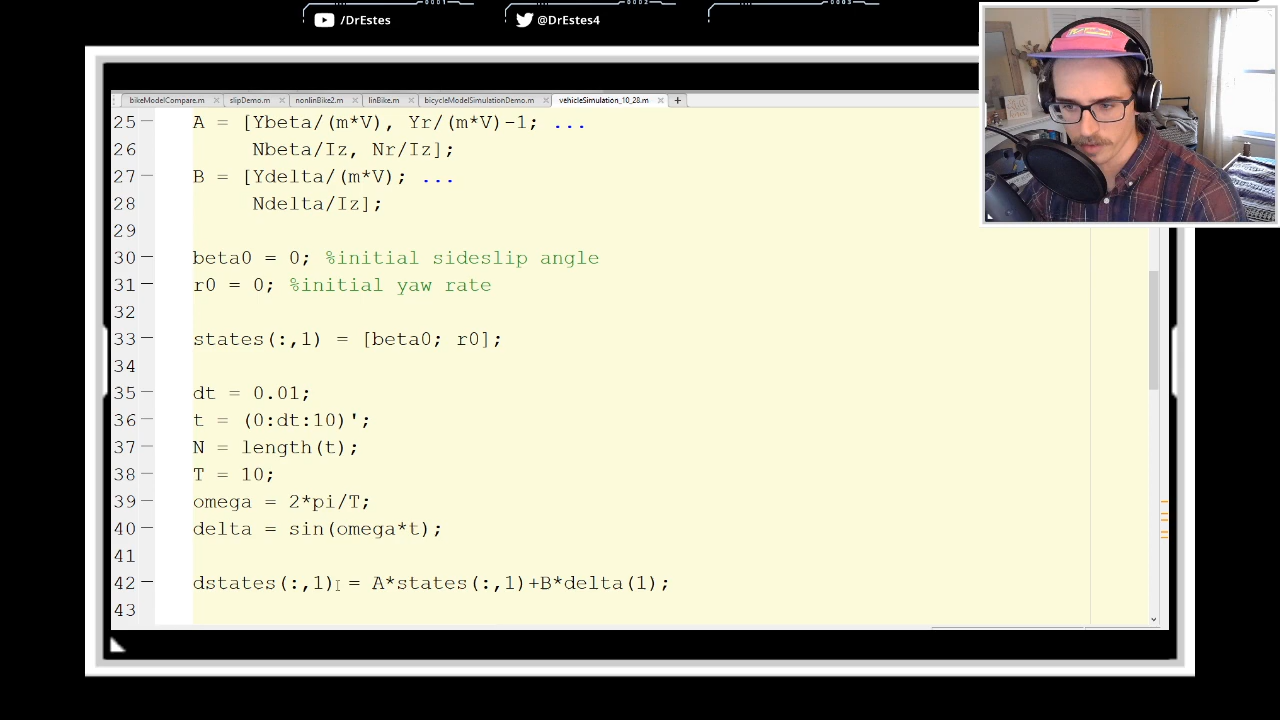 0001
0002
0003
/DrEstes
@DrEstes4
bikeModelCompare.m
slipDemo.m
nonlinBike2.m
linBike.m
bicycleModelSimulationDemo.m
vehicleSimulation_10_28.m
25 A = [Ybeta/(m*V), Yr/(m*V)-1; ...
26 Nbeta/Iz, Nr/Iz];
27 B = [Ydelta/(m*V); ...
28 Ndelta/Iz];
29
30 beta0 = 0; %initial sideslip angle
31 r0 = 0; %initial yaw rate
32
33 states(:,1) = [beta0; r0];
34
35 dt = 0.01;
36 t = (0:dt:10)';
37 N = length(t);
38 T = 10;
39 omega = 2*pi/T;
40 delta = sin(omega*t);
41
42 dstates(:,1) = A*states(:,1)+B*delta(1);
43